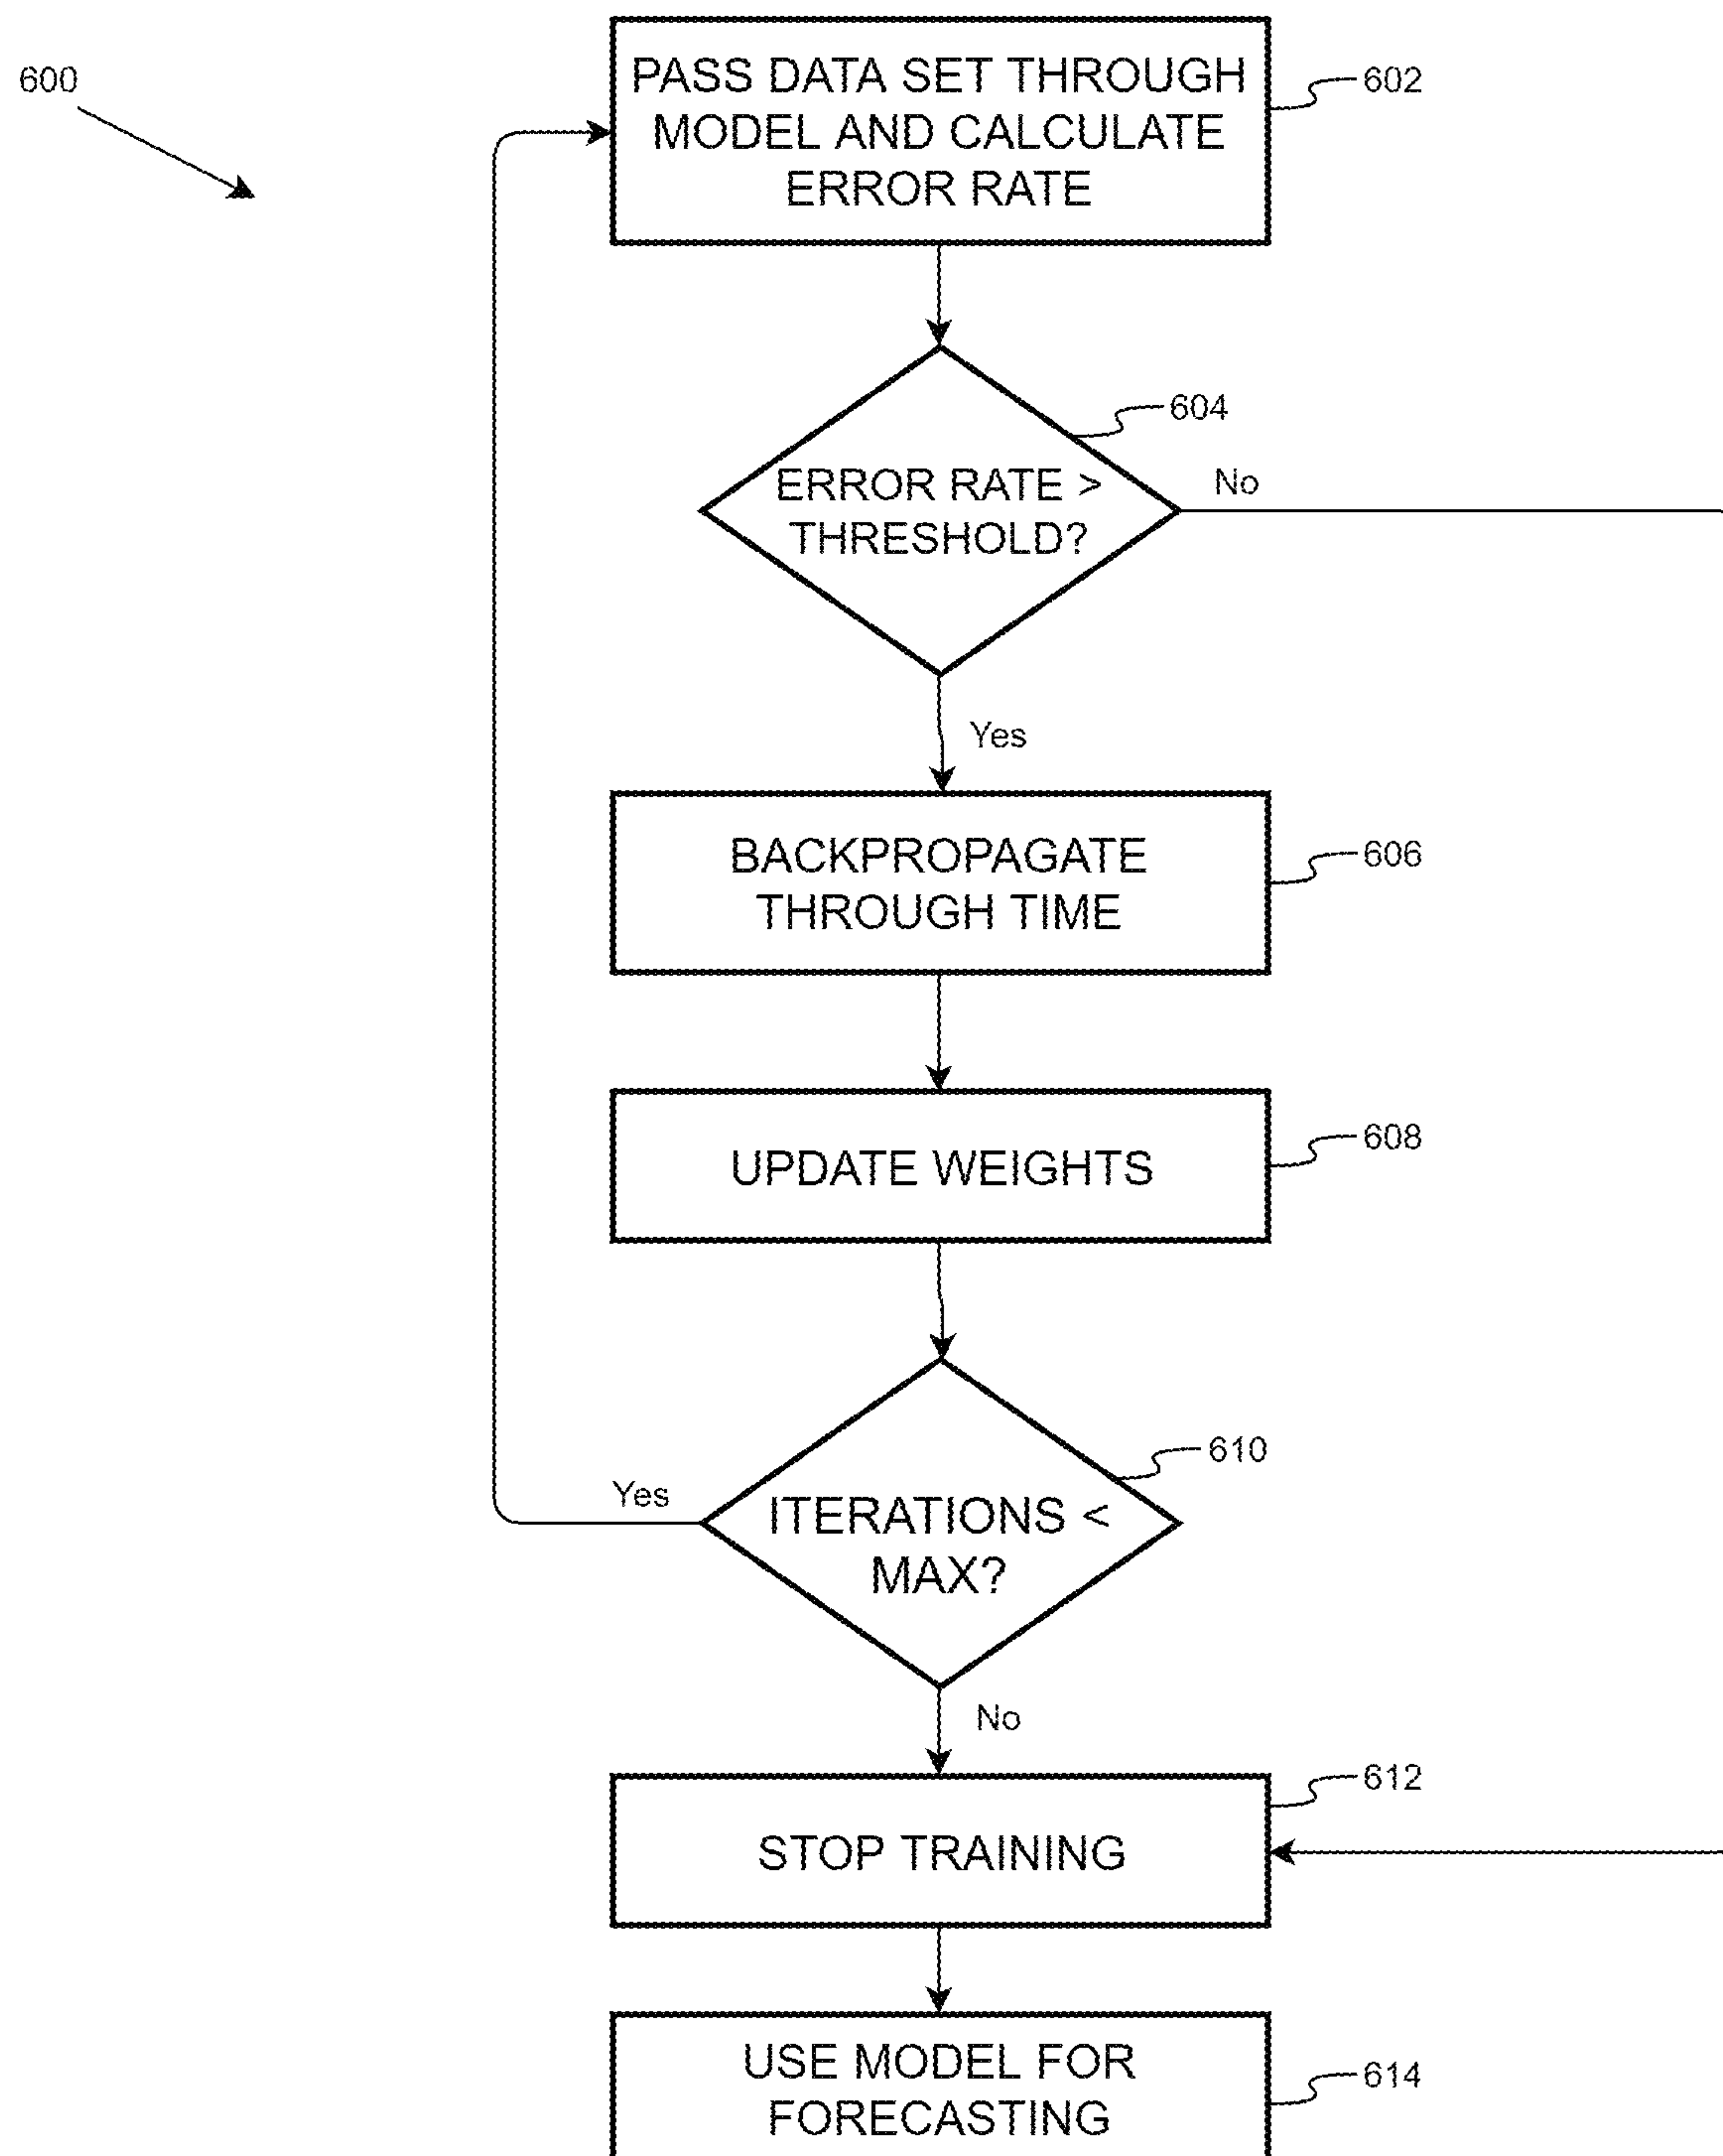 600
PASS DATA SET THROUGH
MODEL AND CALCULATE
ERROR RATE
602
604
ERROR RATE >
THRESHOLD?
No
Yes
BACKPROPAGATE
THROUGH TIME
606
UPDATE WEIGHTS
608
610
Yes
ITERATIONS <
MAX?
No
612
STOP TRAINING
USE MODEL FOR
FORECASTING
614